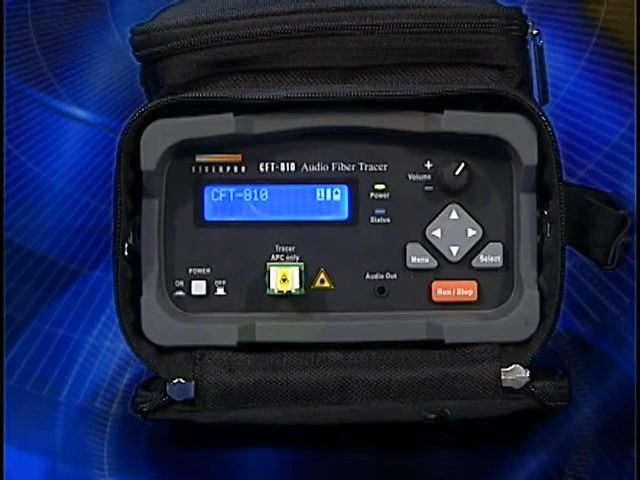 FIBERPRO CFT-810 Audio Fiber Tracer
CFT-810
Volume
Power
Status
Tracer
APC only
Menu
Select
POWER
ON
OFF
Audio Out
Run / Stop